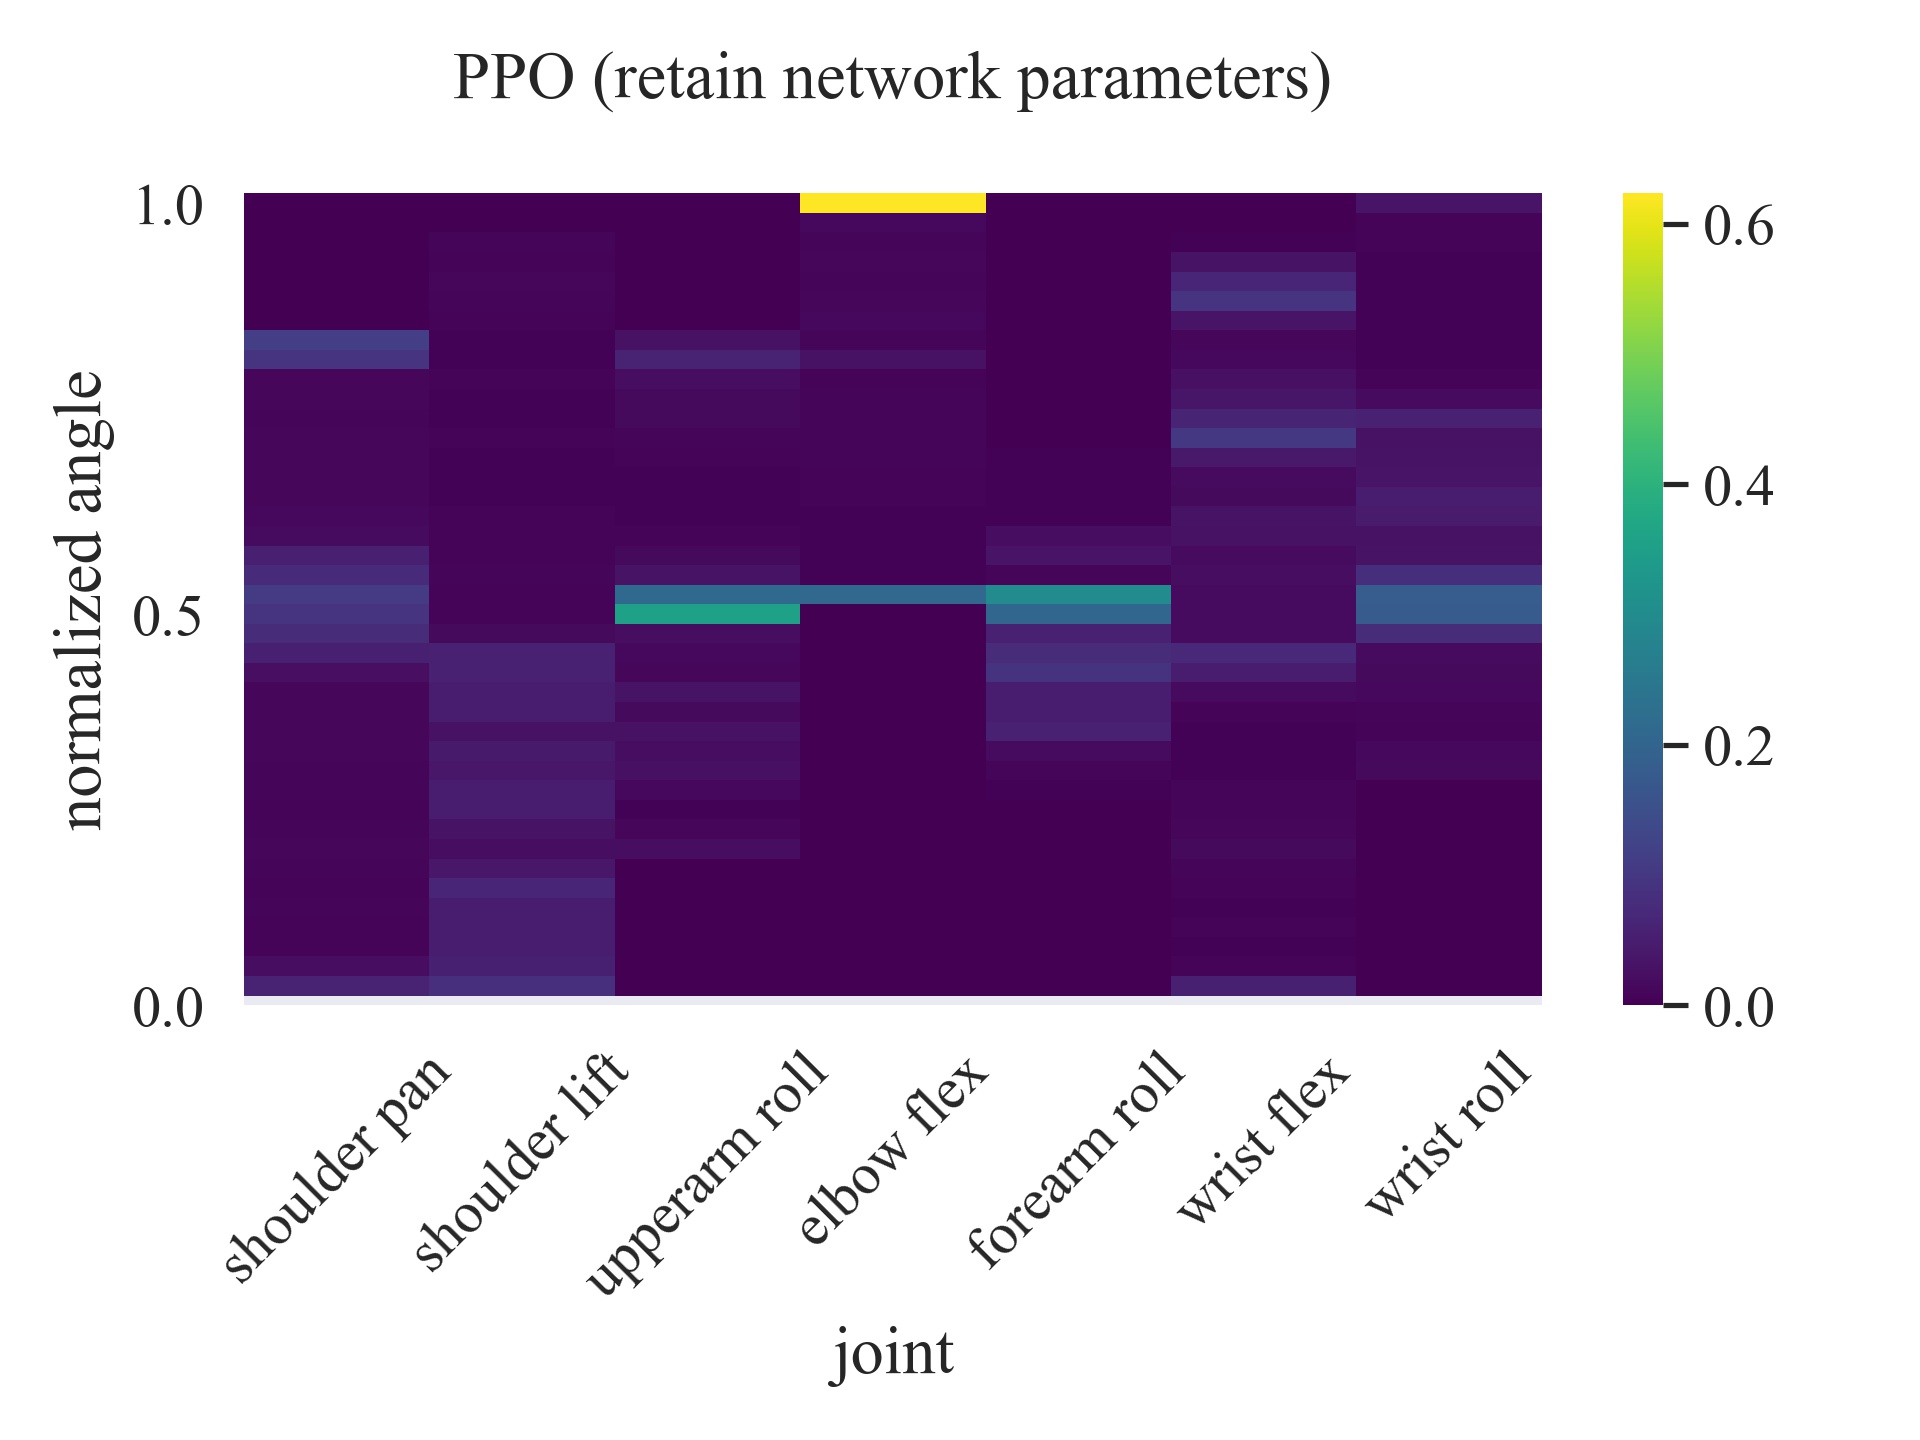 PPO (retain network parameters)
normalized angle
1.0
0.5
0.0
0.6
0.4
0.2
0.0
shoulder pan
shoulder lift
upperarm roll
elbow flex
forearm roll
wrist flex
wrist roll
joint